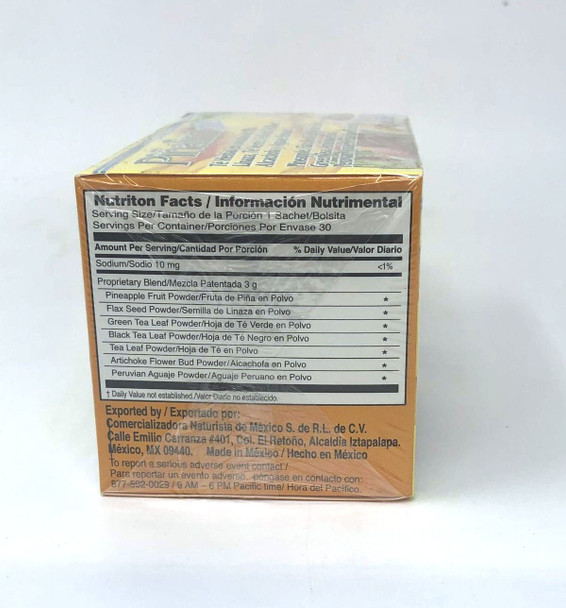 Nutriton Facts / Información Nutrimental
Serving Size/Tamaño de la Porción 1 Sachet/Bolsita
Servings Per Container/Porciones Por Envase 30
Amount Per Serving/Cantidad Por Porción % Daily Value/Valor Diario
Sodium/Sodio 10 mg <1%
Proprietary Blend/Mezcla Patentada 3 g
Pineapple Fruit Powder/Fruta de Piña en Polvo *
Flax Seed Powder/Semilla de Linaza en Polvo *
Green Tea Leaf Powder/Hoja de Té Verde en Polvo *
Black Tea Leaf Powder/Hoja de Té Negro en Polvo *
Tea Leaf Powder/Hoja de Té en Polvo *
Artichoke Flower Bud Powder/Alcachofa en Polvo *
Peruvian Aguaje Powder/Aguaje Peruano en Polvo *
† Daily Value not established./Valor Diario no establecido.
Exported by / Exportado por:
Comercializadora Naturista de México S. de R.L. de C.V.
Calle Emilio Carranza #401, Col. El Retoño, Alcaldía Iztapalapa.
México, MX 09440. Made in México / Hecho en México
To report a serious adverse event contact /
Para reportar un evento adverso, póngase en contacto con:
877-592-0029 / 9 AM – 6 PM Pacific time/ Hora del Pacífico.